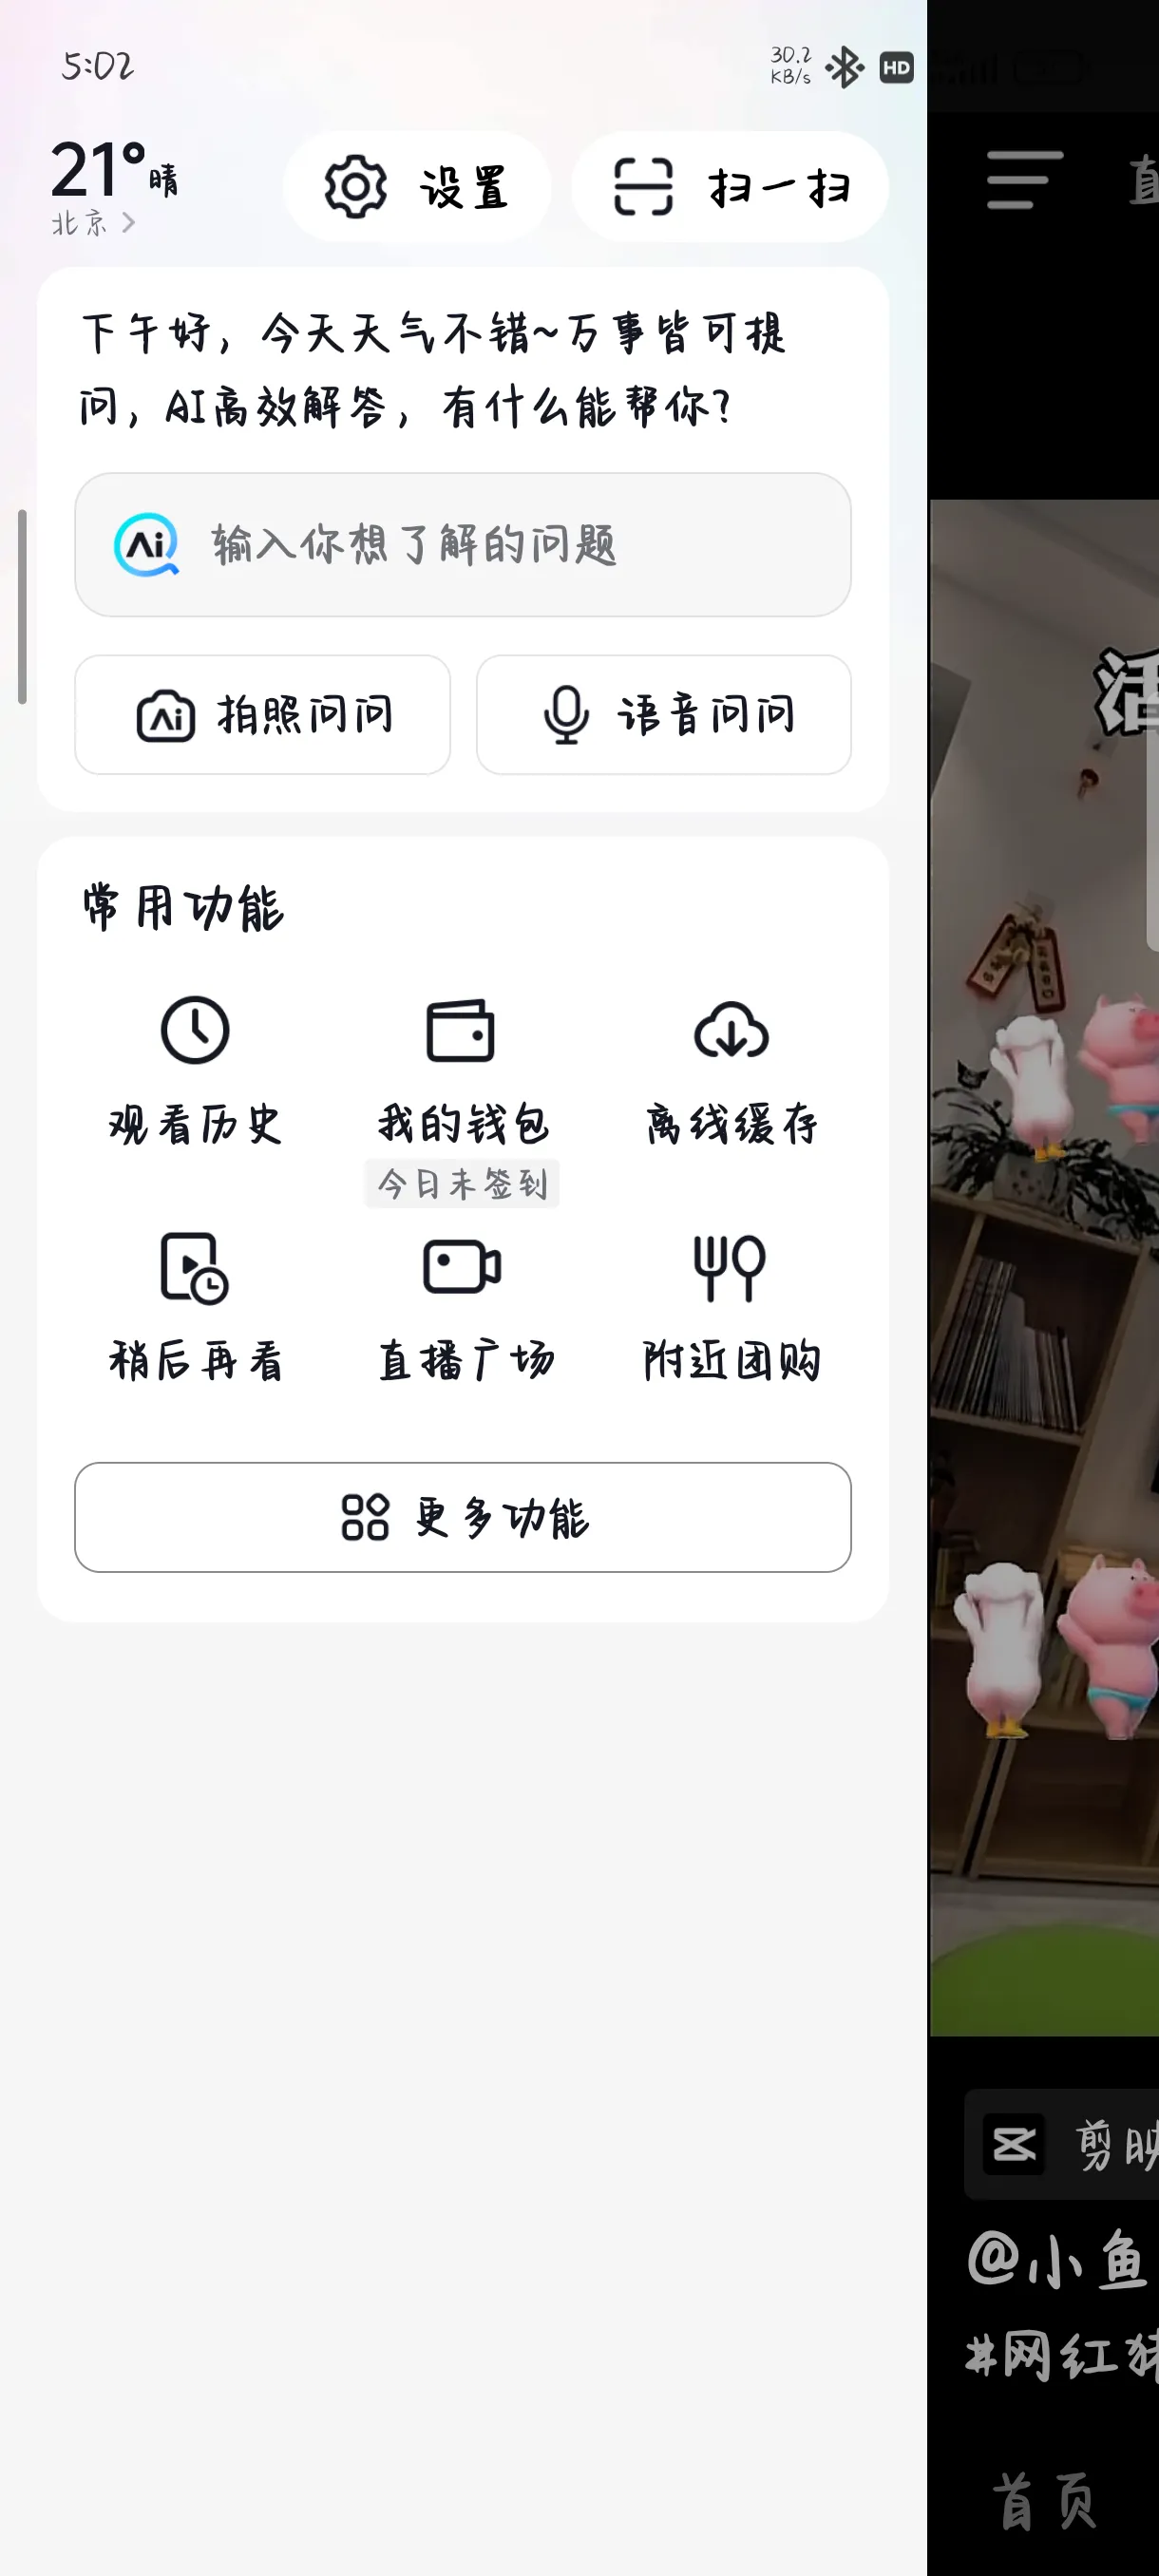 5:02
30.2
KB/s
HD
21°晴
北京
设置
扫一扫
直
下午好，今天天气不错~万事皆可提
问，AI高效解答，有什么能帮你？
Ai 输入你想了解的问题
Ai 拍照问问
语音问问
活
常用功能
观看历史
我的钱包
离线缓存
今日未签到
稍后再看
直播广场
附近团购
更多功能
剪映
@小鱼
#网红猪
首页